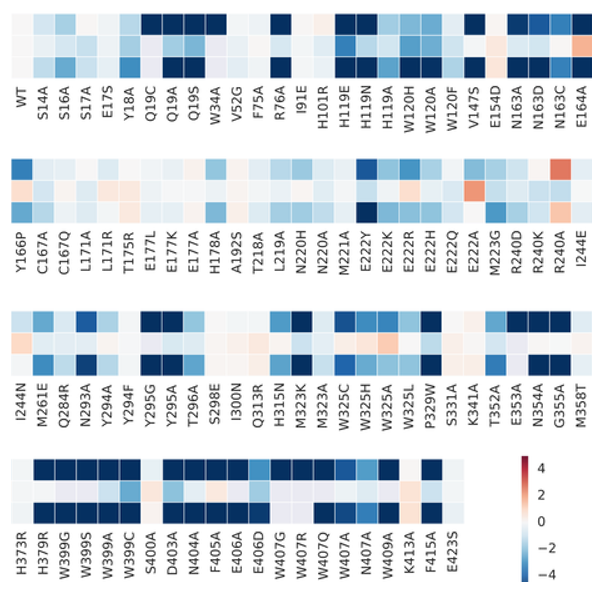 WT S14A S16A S17A E17S Y18A Q19C Q19A Q19S W34A V52G F75A R76A I91E H101R H119E H119N H119A W120H W120A W120F V147S E154D N163A N163D N163C E164A
Y166P C167A C167Q L171A L171R T175R E177L E177K E177A H178A A192S T218A L219A N220H N220A M221A E222Y E222K E222R E222H E222Q E222A M223G R240D R240K R240A I244E
I244N M261E Q284R N293A Y294A Y294F Y295G Y295A T296A S298E I300N Q313R H315N M323K M323A W325C W325H W325A W325L P329W S331A K341A T352A E353A N354A G355A M358T
H373R H379R W399G W399S W399A W399C S400A D403A N404A F405A E406A E406D W407G W407R W407Q W407A N407A W409A K413A F415A E423S
4
2
0
−2
−4